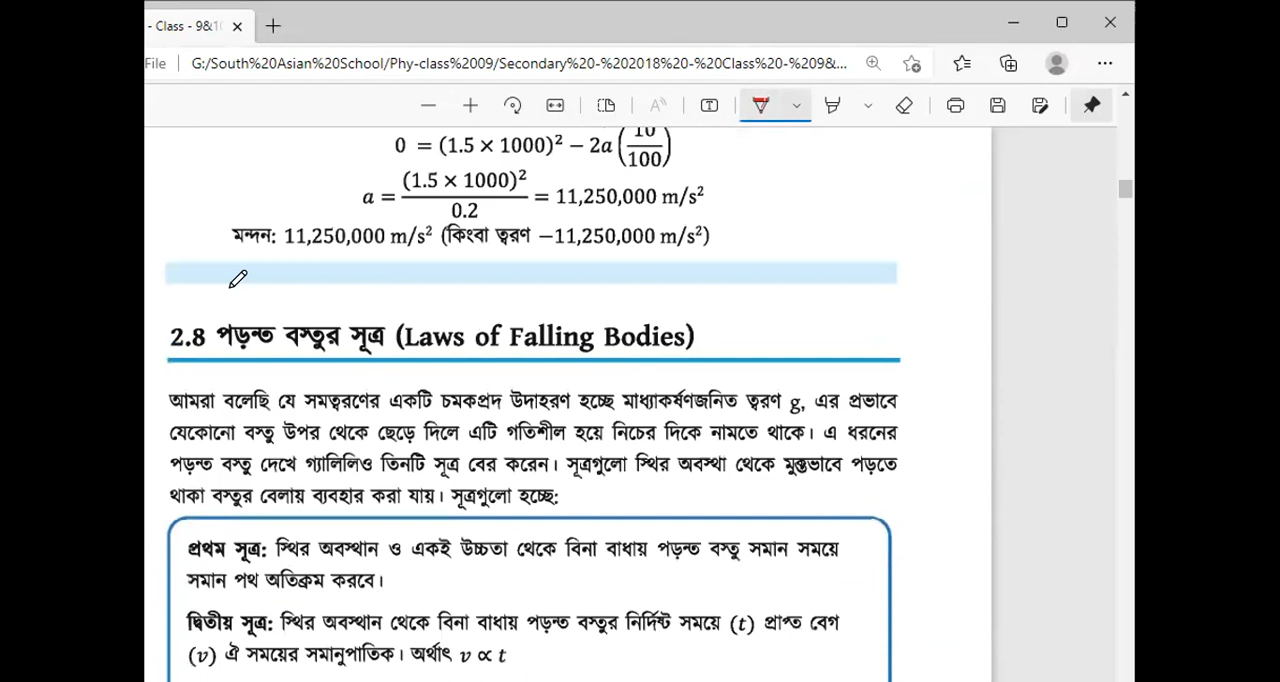 - Class - 9&10
File G:/South%20Asian%20School/Phy-class%2009/Secondary%20-%202018%20-%20Class%20-%209&...
0 = (1.5 × 1000)² − 2a (10/100)
a = (1.5 × 1000)² / 0.2 = 11,250,000 m/s²
মন্দন: 11,250,000 m/s² (কিংবা ত্বরণ −11,250,000 m/s²)
2.8 পড়ন্ত বস্তুর সূত্র (Laws of Falling Bodies)
আমরা বলেছি যে সমত্বরণের একটি চমকপ্রদ উদাহরণ হচ্ছে মাধ্যাকর্ষণজনিত ত্বরণ g, এর প্রভাবে
যেকোনো বস্তু উপর থেকে ছেড়ে দিলে এটি গতিশীল হয়ে নিচের দিকে নামতে থাকে। এ ধরনের
পড়ন্ত বস্তু দেখে গ্যালিলিও তিনটি সূত্র বের করেন। সূত্রগুলো স্থির অবস্থা থেকে মুক্তভাবে পড়তে
থাকা বস্তুর বেলায় ব্যবহার করা যায়। সূত্রগুলো হচ্ছে:
প্রথম সূত্র: স্থির অবস্থান ও একই উচ্চতা থেকে বিনা বাধায় পড়ন্ত বস্তু সমান সময়ে
সমান পথ অতিক্রম করবে।
দ্বিতীয় সূত্র: স্থির অবস্থান থেকে বিনা বাধায় পড়ন্ত বস্তুর নির্দিষ্ট সময়ে (t) প্রাপ্ত বেগ
(v) ঐ সময়ের সমানুপাতিক। অর্থাৎ v ∝ t